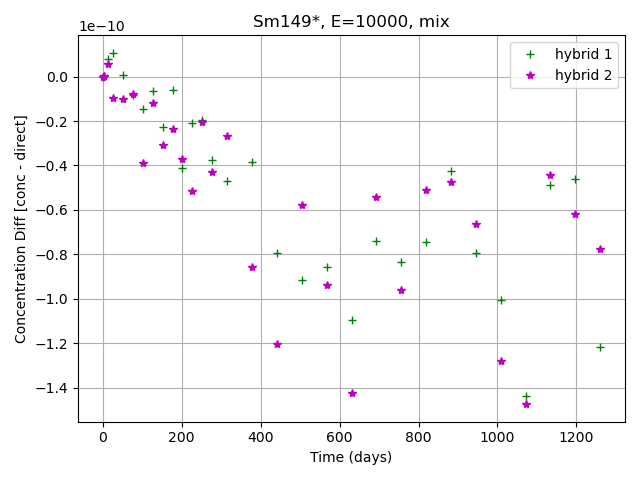 Sm149*, E=10000, mix
1e−10
hybrid 1
hybrid 2
0.0
−0.2
−0.4
−0.6
−0.8
−1.0
−1.2
−1.4
Concentration Diff [conc - direct]
0 200 400 600 800 1000 1200
Time (days)